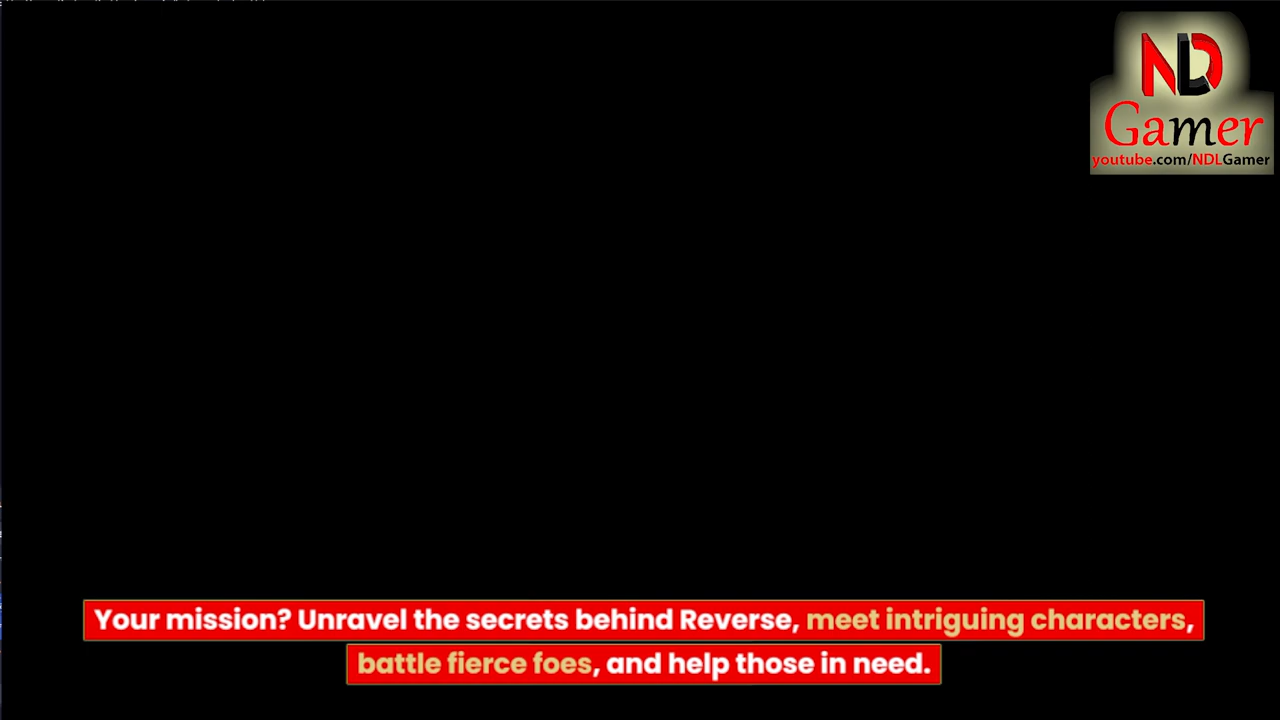 ND
Gamer
youtube.com/NDLGamer
Your mission? Unravel the secrets behind Reverse, meet intriguing characters,
battle fierce foes, and help those in need.